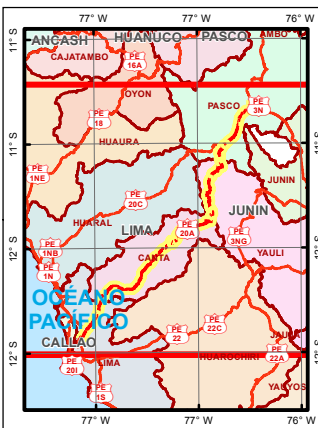 77° W 77° W 76° W
11° S
ANCASH HUANUCO PASCO AMBO
CAJATAMBO
PE 16A
OYON
PASCO
PE 3N
PE 18
11° S
HUAURA
PE 1NE
JUNIN
PE 20C
JUNIN
HUARAL
LIMA
PE 20A
PE 3NG
12° S
PE 1NB
CANTA
YAULI
PE 1N
OCÉANO
PACÍFICO
PE 22C
PE 22
CALLAO
JAUJA
12° S
LIMA
HUAROCHIRI
PE 22A
PE 20I
PE 1S
YAUYOS
77° W 77° W 76° W